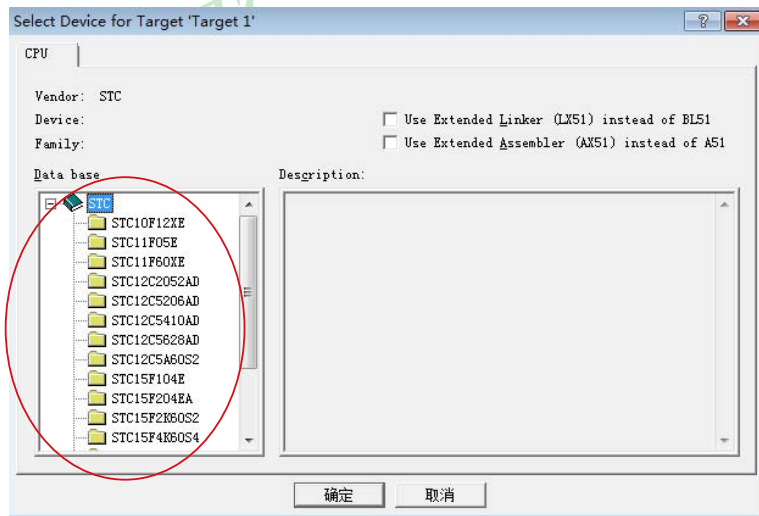 Select Device for Target 'Target 1'
CPU
Vendor: STC
Device:
Use Extended Linker (LX51) instead of BL51
Family:
Use Extended Assembler (AX51) instead of A51
Data base
Description:
STC
STC10F12XE
STC11F05E
STC11F60XE
STC12C2052AD
STC12C5206AD
STC12C5410AD
STC12C5628AD
STC12C5A60S2
STC15F104E
STC15F204EA
STC15F2K60S2
STC15F4K60S4
确定
取消